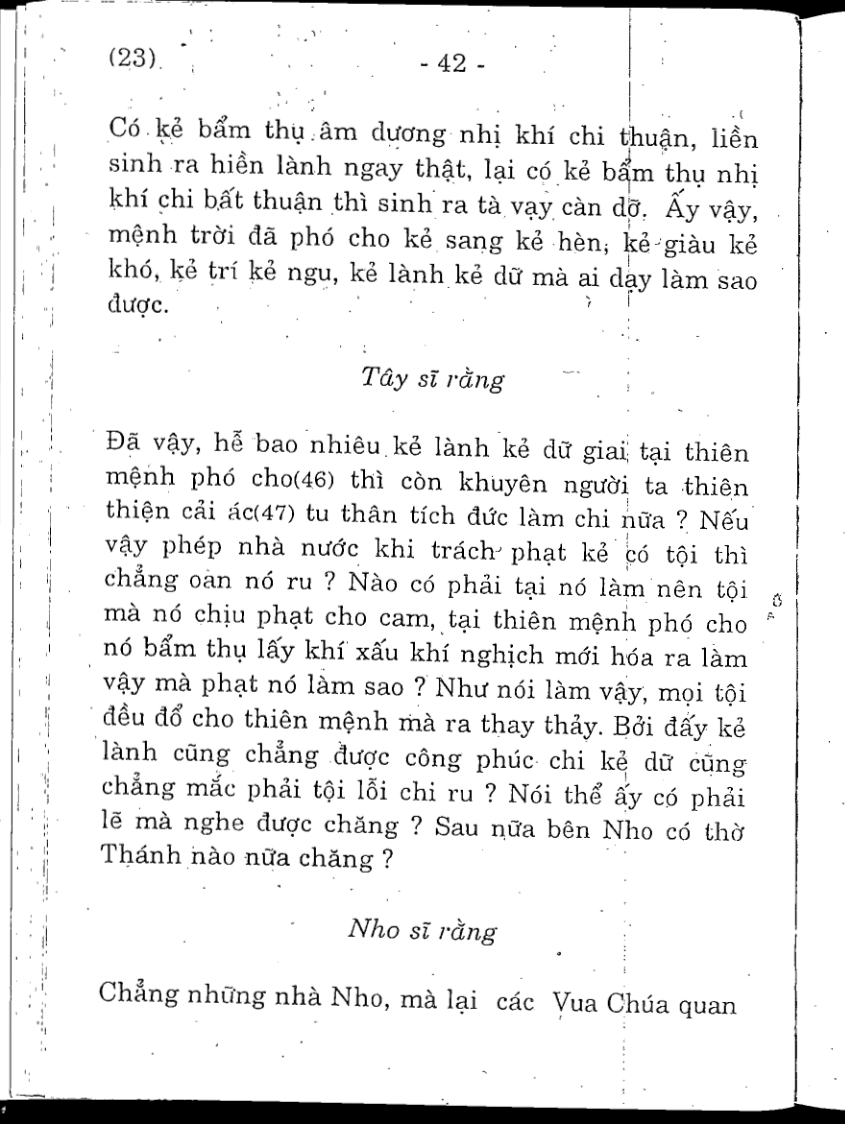 (23)
- 42 -
Có kẻ bẩm thụ âm dương nhị khí chi thuận, liền
sinh ra hiền lành ngay thật, lại có kẻ bẩm thụ nhị
khí chi bất thuận thì sinh ra tà vạy càn dỡ. Ấy vậy,
mệnh trời đã phó cho kẻ sang kẻ hèn, kẻ giàu kẻ
khó, kẻ trí kẻ ngu, kẻ lành kẻ dữ mà ai dạy làm sao
được.
Tây sĩ rằng
Đã vậy, hễ bao nhiêu kẻ lành kẻ dữ giai tại thiên
mệnh phó cho(46) thì còn khuyên người ta thiên
thiện cải ác(47) tu thân tích đức làm chi nữa ? Nếu
vậy phép nhà nước khi trách phạt kẻ có tội thì
chẳng oan nó ru ? Nào có phải tại nó làm nên tội
mà nó chịu phạt cho cam, tại thiên mệnh phó cho
nó bẩm thụ lấy khí xấu khí nghịch mới hóa ra làm
vậy mà phạt nó làm sao ? Như nói làm vậy, mọi tội
đều đổ cho thiên mệnh mà ra thay thảy. Bởi đấy kẻ
lành cũng chẳng được công phúc chi kẻ dữ cũng
chẳng mắc phải tội lỗi chi ru ? Nói thể ấy có phải
lẽ mà nghe được chăng ? Sau nữa bên Nho có thờ
Thánh nào nữa chăng ?
Nho sĩ rằng
Chẳng những nhà Nho, mà lại các Vua Chúa quan